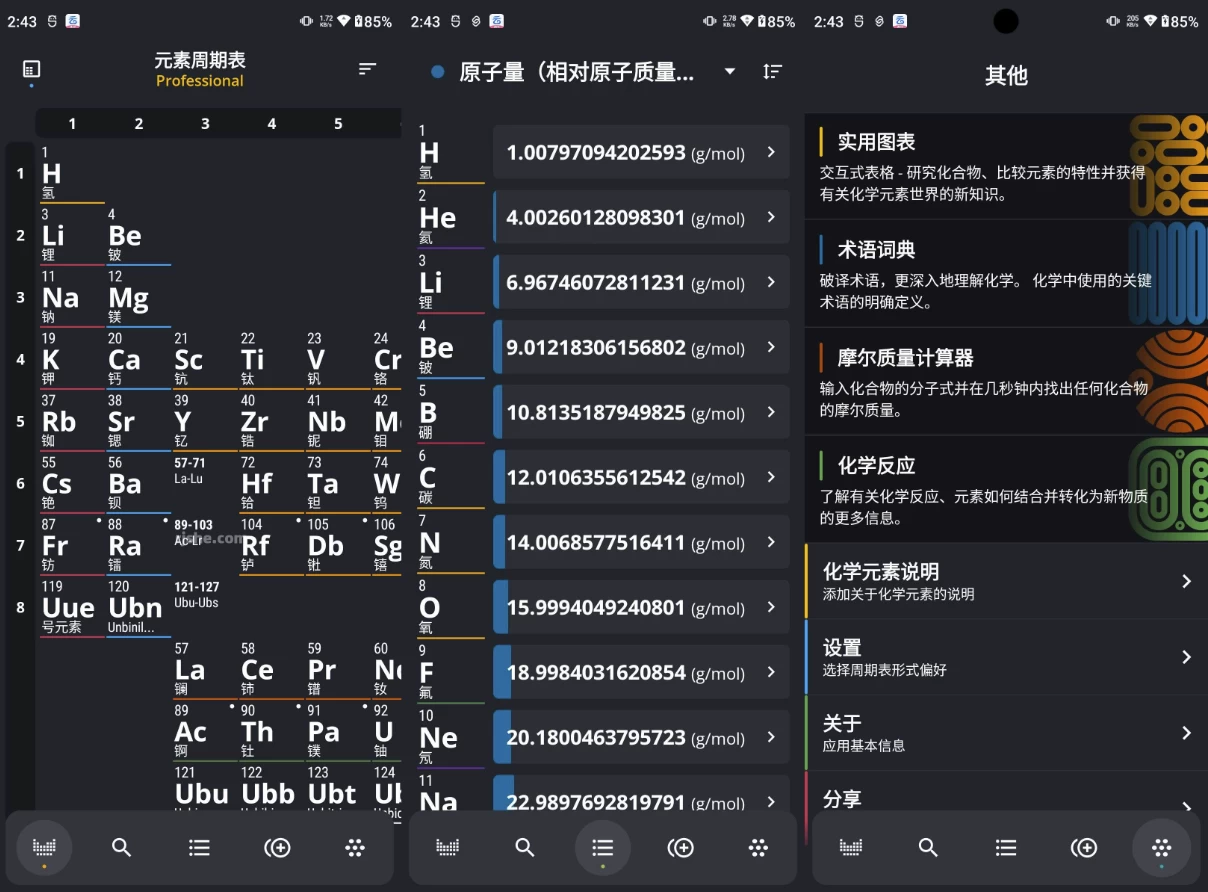 2:43
1.72 KB/s
85%
元素周期表
Professional
1 2 3 4 5
1
1
H
氢
2
3 4
Li Be
锂 铍
3
11 12
Na Mg
钠 镁
4
19 20 21 22 23 24
K Ca Sc Ti V Cr
钾 钙 钪 钛 钒 铬
5
37 38 39 40 41 42
Rb Sr Y Zr Nb
铷 锶 钇 锆 铌 钼
6
55 56 57-71 72 73 74
Cs Ba La-Lu Hf Ta W
铯 钡 铪 钽 钨
7
87 88 89-103 104 105 106
Fr Ra Ac-Lr Rf Db Sg
钫 镭 𬬻 𬭊 𬭳
8
119 120 121-127
Uue Ubn Ubu-Ubs
号元素 Unbinil...
57 58 59 60
La Ce Pr
镧 铈 镨 钕
89 90 91 92
Ac Th Pa U
锕 钍 镤 铀
121 122 123 124
Ubu Ubb Ubt
2:43
2.78 KB/s
85%
原子量（相对原子质量...
1
H
氢
1.00797094202593 (g/mol)
2
He
氦
4.00260128098301 (g/mol)
3
Li
锂
6.96746072811231 (g/mol)
4
Be
铍
9.01218306156802 (g/mol)
5
B
硼
10.8135187949825 (g/mol)
6
C
碳
12.0106355612542 (g/mol)
7
N
氮
14.0068577516411 (g/mol)
8
O
氧
15.9994049240801 (g/mol)
9
F
氟
18.9984031620854 (g/mol)
10
Ne
氖
20.1800463795723 (g/mol)
11
Na
22.9897692819791 (g/mol)
2:43
205 KB/s
85%
其他
实用图表
交互式表格 - 研究化合物、比较元素的特性并获得
有关化学元素世界的新知识。
术语词典
破译术语，更深入地理解化学。 化学中使用的关键
术语的明确定义。
摩尔质量计算器
输入化合物的分子式并在几秒钟内找出任何化合物
的摩尔质量。
化学反应
了解有关化学反应、元素如何结合并转化为新物质
的更多信息。
化学元素说明
添加关于化学元素的说明
设置
选择周期表形式偏好
关于
应用基本信息
分享